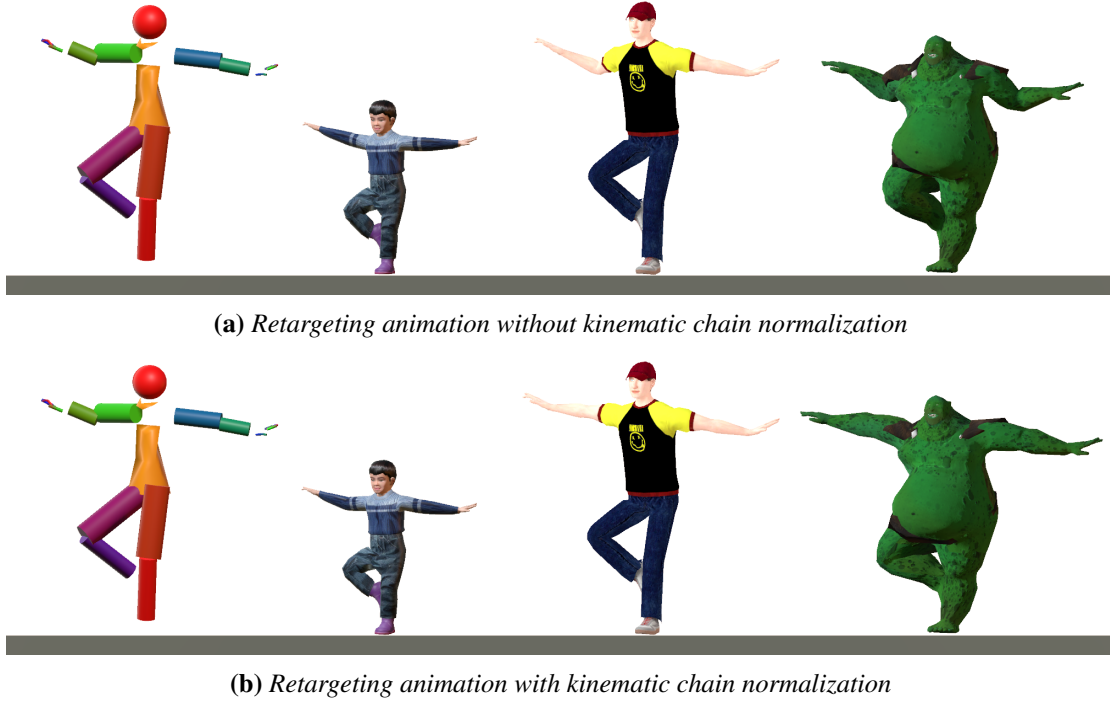 (a) Retargeting animation without kinematic chain normalization
(b) Retargeting animation with kinematic chain normalization